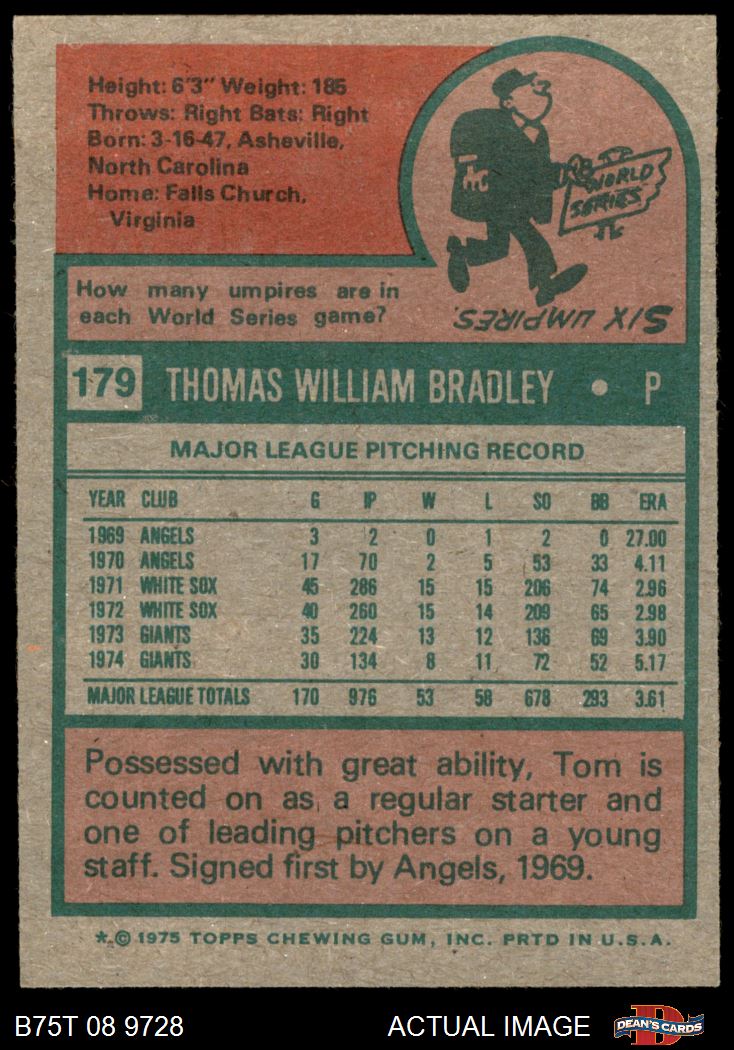 Height: 6'3" Weight: 185
Throws: Right Bats: Right
Born: 3-16-47, Asheville,
North Carolina
Home: Falls Church,
Virginia
WORLD
SERIES
How many umpires are in
each World Series game?
SIX UMPIRES.
179 THOMAS WILLIAM BRADLEY • P
MAJOR LEAGUE PITCHING RECORD
YEAR CLUB G IP W L SO BB ERA
1969 ANGELS 3 2 0 1 2 0 27.00
1970 ANGELS 17 70 2 5 53 33 4.11
1971 WHITE SOX 45 286 15 15 206 74 2.96
1972 WHITE SOX 40 260 15 14 209 65 2.98
1973 GIANTS 35 224 13 12 136 69 3.90
1974 GIANTS 30 134 8 11 72 52 5.17
MAJOR LEAGUE TOTALS 170 976 53 58 678 293 3.61
Possessed with great ability, Tom is
counted on as a regular starter and
one of leading pitchers on a young
staff. Signed first by Angels, 1969.
*.© 1975 TOPPS CHEWING GUM, INC. PRTD IN U.S.A.
B75T 08 9728 ACTUAL IMAGE DEAN'S CARDS